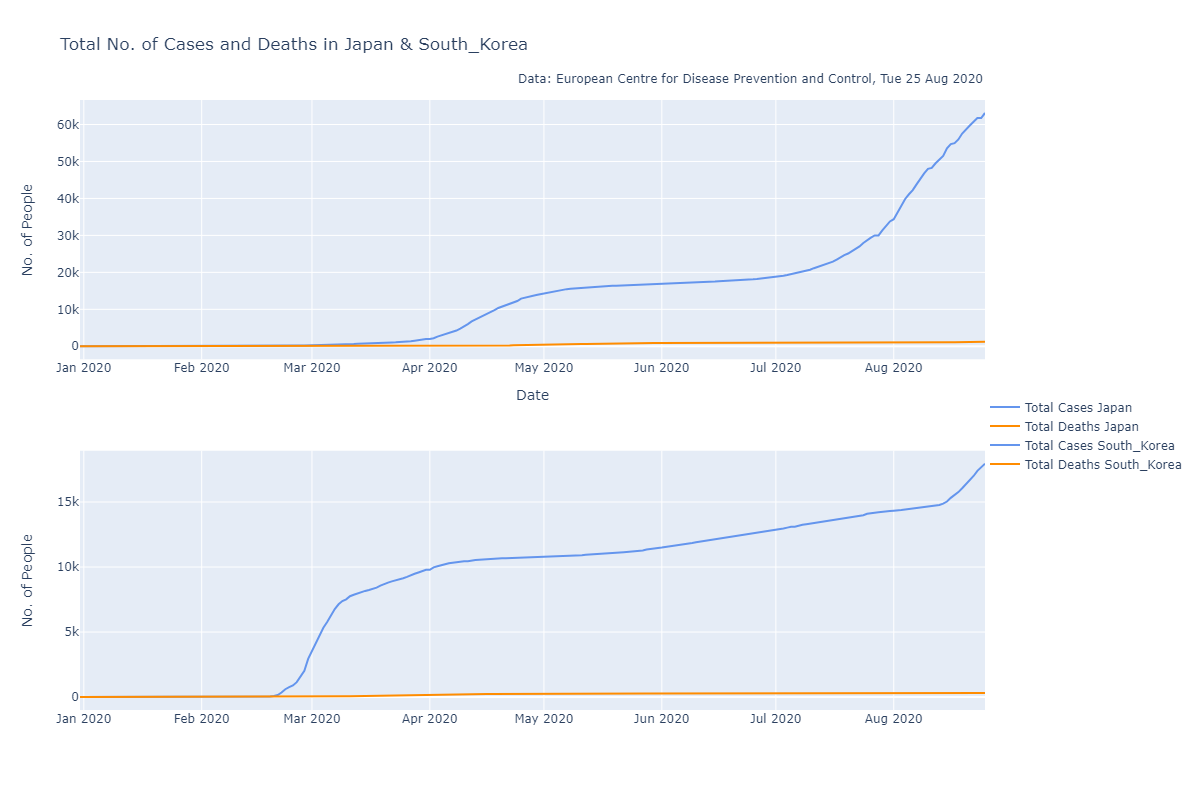 Total No. of Cases and Deaths in Japan & South_Korea
Data: European Centre for Disease Prevention and Control, Tue 25 Aug 2020
No. of People
60k
50k
40k
30k
20k
10k
0
Jan 2020 Feb 2020 Mar 2020 Apr 2020 May 2020 Jun 2020 Jul 2020 Aug 2020
Date
Total Cases Japan
Total Deaths Japan
Total Cases South_Korea
Total Deaths South_Korea
No. of People
15k
10k
5k
0
Jan 2020 Feb 2020 Mar 2020 Apr 2020 May 2020 Jun 2020 Jul 2020 Aug 2020